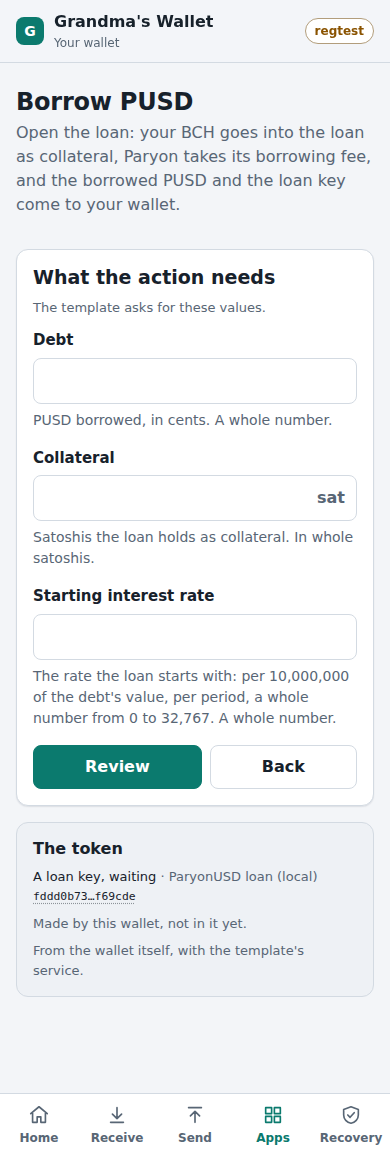 G
Grandma's Wallet
Your wallet
regtest
Borrow PUSD
Open the loan: your BCH goes into the loan
as collateral, Paryon takes its borrowing fee,
and the borrowed PUSD and the loan key
come to your wallet.
What the action needs
The template asks for these values.
Debt
PUSD borrowed, in cents. A whole number.
Collateral
sat
Satoshis the loan holds as collateral. In whole
satoshis.
Starting interest rate
The rate the loan starts with: per 10,000,000
of the debt's value, per period, a whole
number from 0 to 32,767. A whole number.
Review
Back
The token
A loan key, waiting · ParyonUSD loan (local)
fddd0b73…f69cde
Made by this wallet, not in it yet.
From the wallet itself, with the template's
service.
Home
Receive
Send
Apps
Recovery